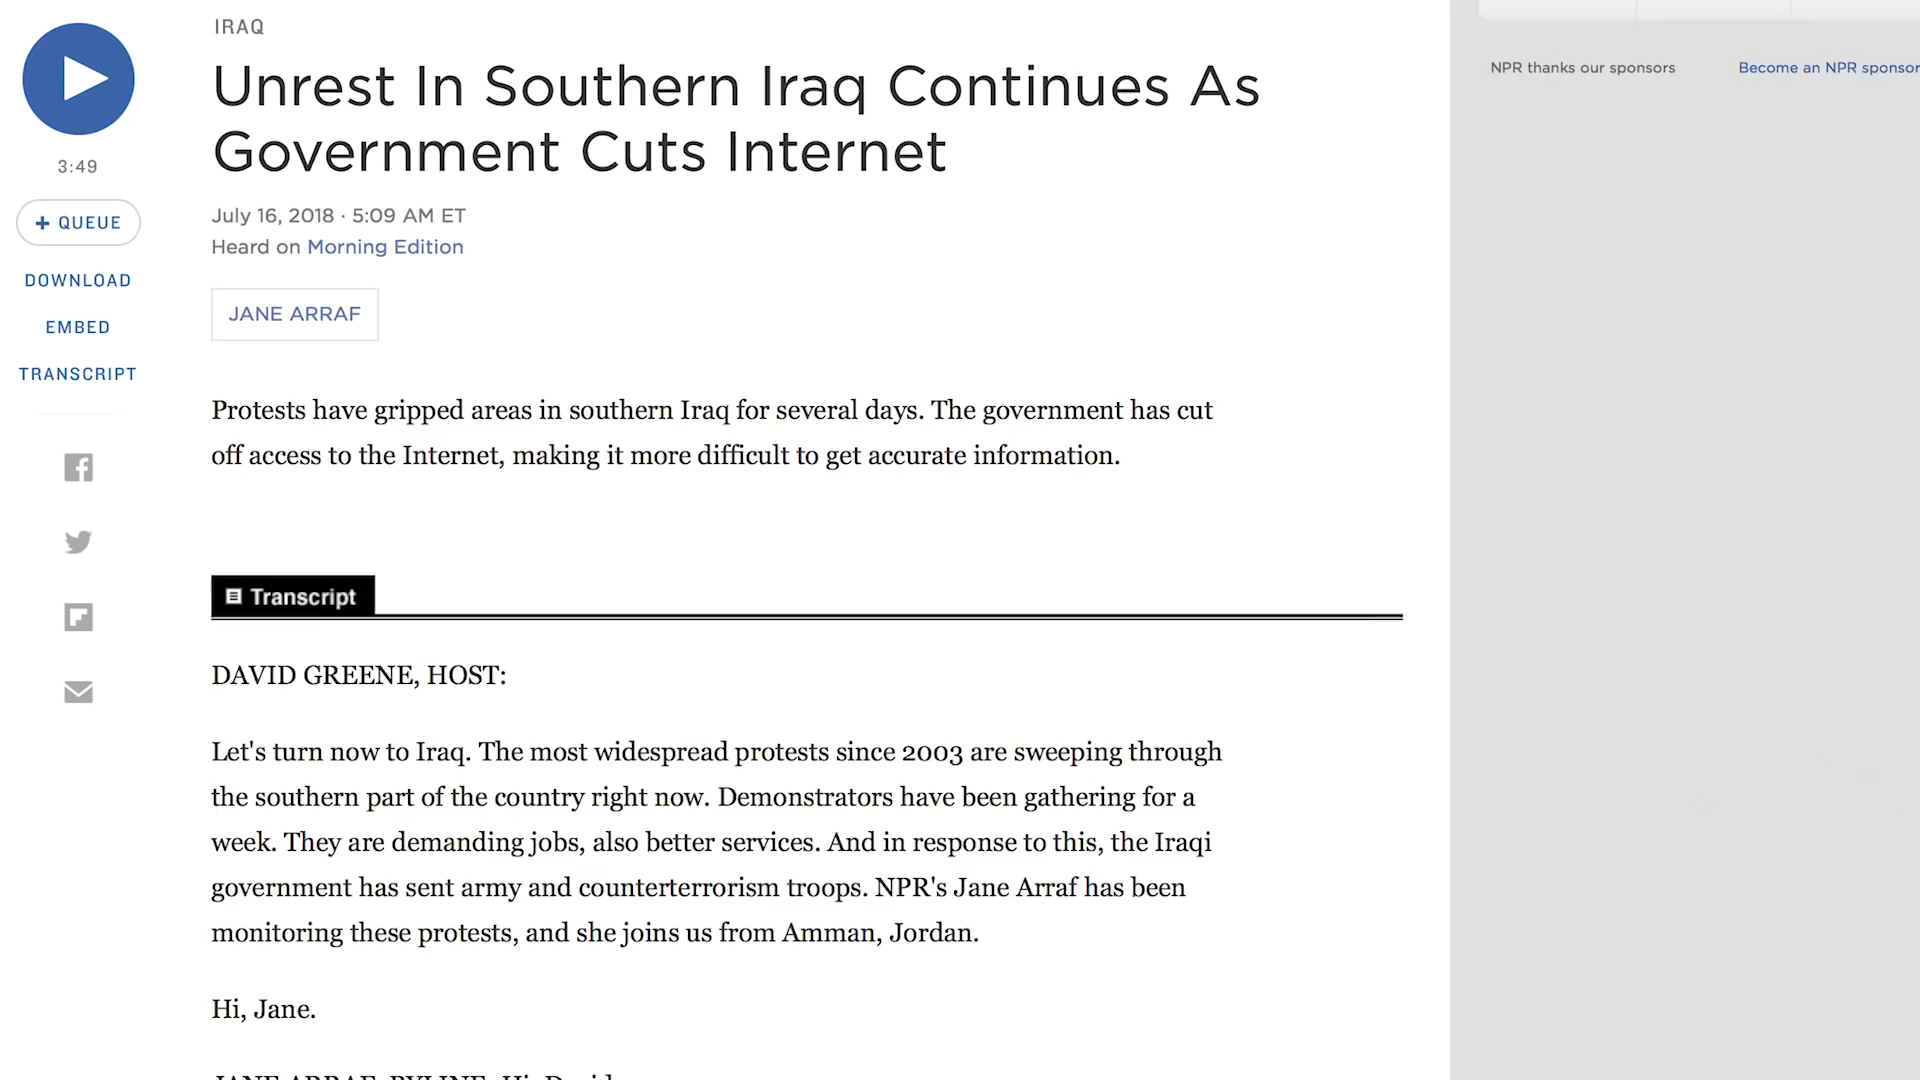 IRAQ
Unrest In Southern Iraq Continues As
Government Cuts Internet
3:49
+ QUEUE
DOWNLOAD
EMBED
TRANSCRIPT
July 16, 2018 · 5:09 AM ET
Heard on Morning Edition
JANE ARRAF
Protests have gripped areas in southern Iraq for several days. The government has cut
off access to the Internet, making it more difficult to get accurate information.
Transcript
DAVID GREENE, HOST:
Let's turn now to Iraq. The most widespread protests since 2003 are sweeping through
the southern part of the country right now. Demonstrators have been gathering for a
week. They are demanding jobs, also better services. And in response to this, the Iraqi
government has sent army and counterterrorism troops. NPR's Jane Arraf has been
monitoring these protests, and she joins us from Amman, Jordan.
Hi, Jane.
JANE ARRAF, BYLINE: Hi, David.
NPR thanks our sponsors
Become an NPR sponsor